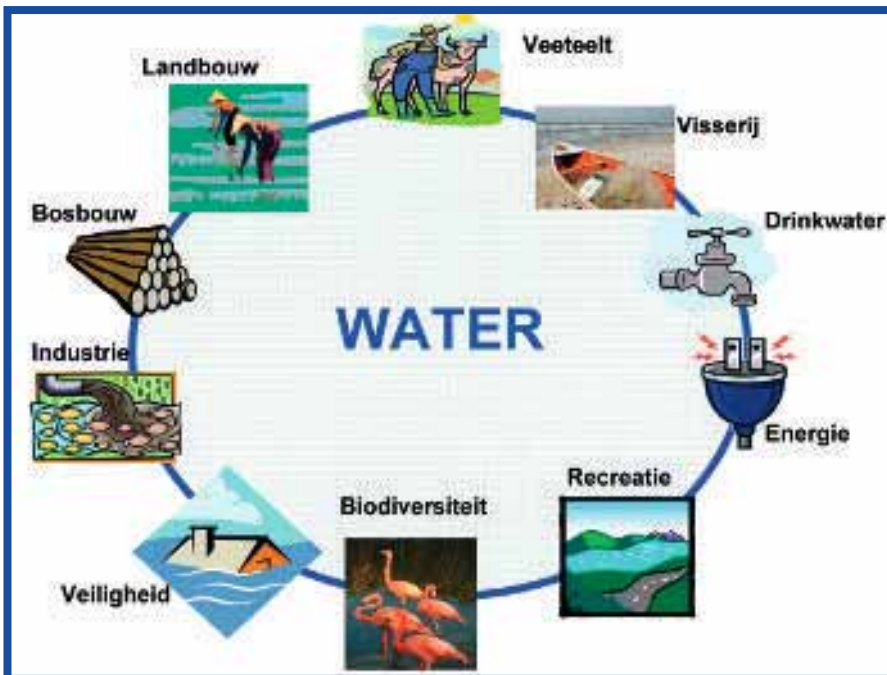 Veeteelt
Landbouw
Visserij
Bosbouw
Drinkwater
WATER
Industrie
Energie
Recreatie
Biodiversiteit
Veiligheid